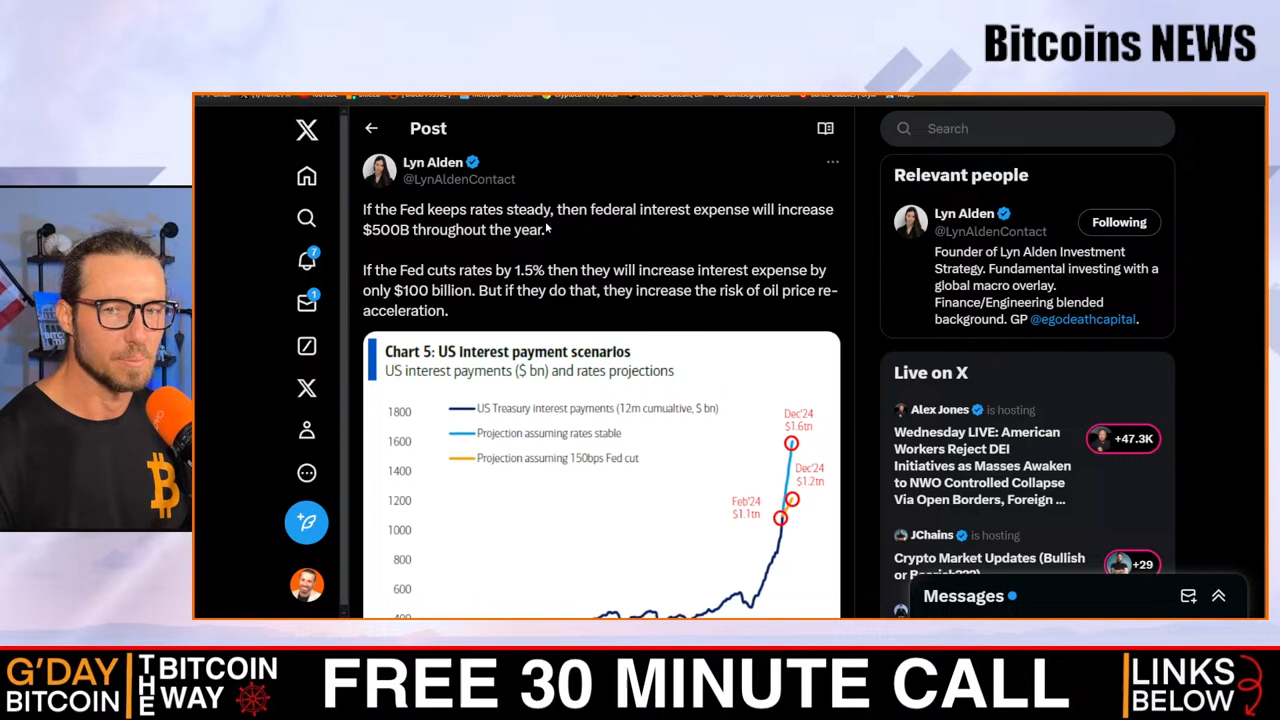 Bitcoins NEWS
Post
Search
Lyn Alden
@LynAldenContact
If the Fed keeps rates steady, then federal interest expense will increase
$500B throughout the year.
If the Fed cuts rates by 1.5% then they will increase interest expense by
only $100 billion. But if they do that, they increase the risk of oil price re-
acceleration.
Chart 5: US Interest payment scenarios
US interest payments ($ bn) and rates projections
US Treasury interest payments (12m cumualtive, $ bn)
Projection assuming rates stable
Projection assuming 150bps Fed cut
1800
1600
1400
1200
1000
800
600
Dec'24
$1.6tn
Dec'24
$1.2tn
Feb'24
$1.1tn
7
1
Relevant people
Lyn Alden
@LynAldenContact
Following
Founder of Lyn Alden Investment
Strategy. Fundamental investing with a
global macro overlay.
Finance/Engineering blended
background. GP @egodeathcapital.
Live on X
Alex Jones is hosting
Wednesday LIVE: American
Workers Reject DEI
Initiatives as Masses Awaken
to NWO Controlled Collapse
Via Open Borders, Foreign ...
+47.3K
JChains is hosting
Crypto Market Updates (Bullish
or
+29
Messages
G'DAY
BITCOIN
THE
BITCOIN
WAY
FREE 30 MINUTE CALL
LINKS
BELOW